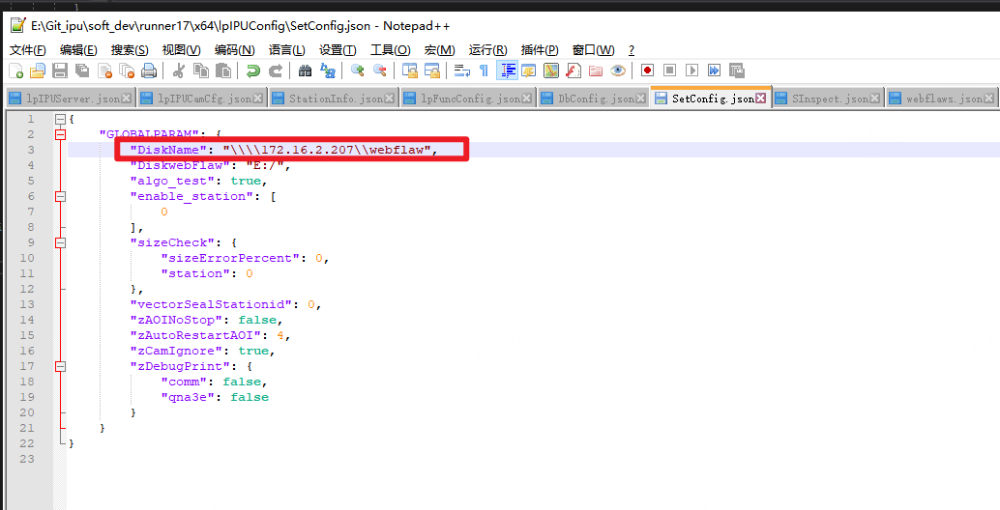 E:\Git_ipu\soft_dev\runner17\x64\lpIPUConfig\SetConfig.json - Notepad++
文件(F) 编辑(E) 搜索(S) 视图(V) 编码(N) 语言(L) 设置(T) 工具(O) 宏(M) 运行(R) 插件(P) 窗口(W) ?
lpIPUServer.json lpIPUCamCfg.json StationInfo.json lpFuncConfig.json DbConfig.json SetConfig.json SInspect.json webflaws.json
1 {
2 "GLOBALPARAM": {
3 "DiskName": "\\\\172.16.2.207\\webflaw",
4 "DiskwebFlaw": "E:/",
5 "algo_test": true,
6 "enable_station": [
7 0
8 ],
9 "sizeCheck": {
10 "sizeErrorPercent": 0,
11 "station": 0
12 },
13 "vectorSealStationid": 0,
14 "zAOINoStop": false,
15 "zAutoRestartAOI": 4,
16 "zCamIgnore": true,
17 "zDebugPrint": {
18 "comm": false,
19 "qna3e": false
20 }
21 }
22 }
23